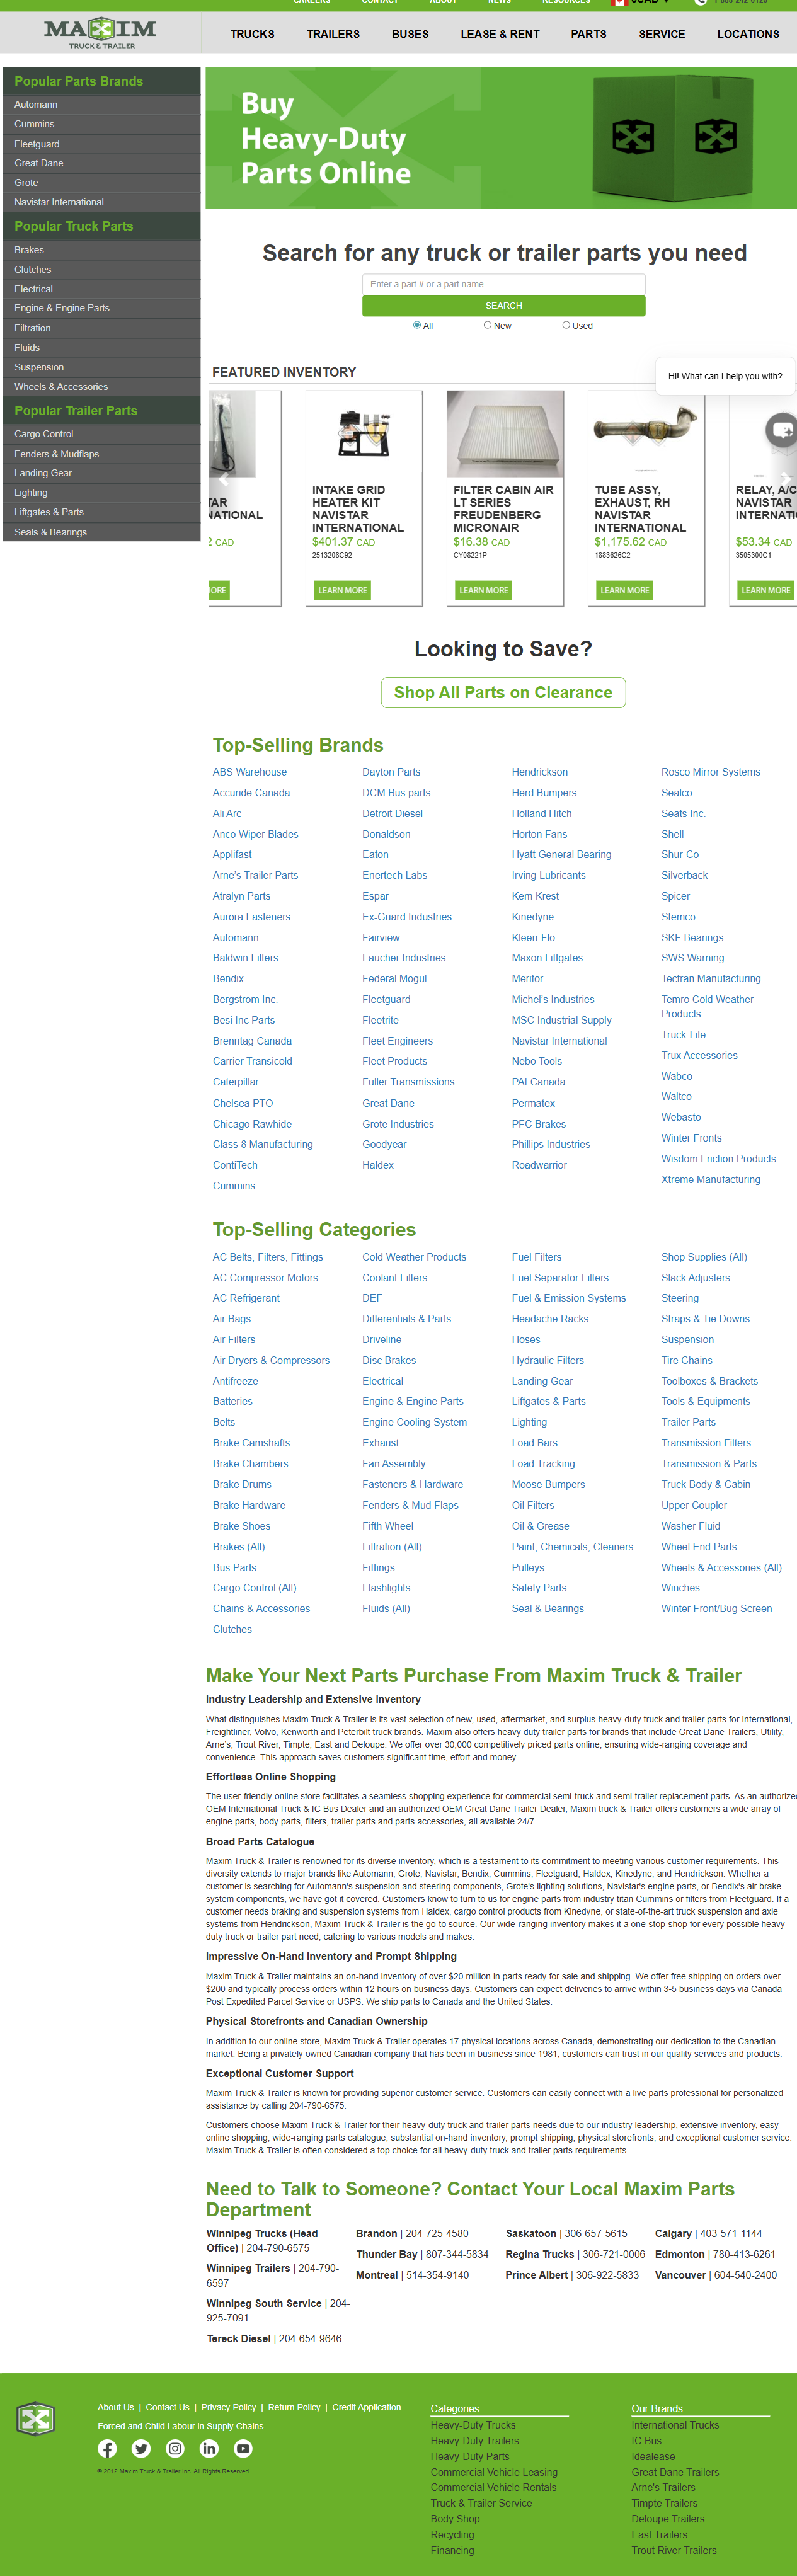 CAREERS CONTACT ABOUT NEWS RESOURCES $CAD
MAXIM
TRUCK & TRAILER
TRUCKS TRAILERS BUSES LEASE & RENT PARTS SERVICE LOCATIONS
Popular Parts Brands
Automann
Cummins
Fleetguard
Great Dane
Grote
Navistar International
Popular Truck Parts
Brakes
Clutches
Electrical
Engine & Engine Parts
Filtration
Fluids
Suspension
Wheels & Accessories
Popular Trailer Parts
Cargo Control
Fenders & Mudflaps
Landing Gear
Lighting
Liftgates & Parts
Seals & Bearings
Buy
Heavy-Duty
Parts Online
Search for any truck or trailer parts you need
Enter a part # or a part name
SEARCH
All New Used
FEATURED INVENTORY
Hi! What can I help you with?
TAR
NATIONAL
2 CAD
ORE
INTAKE GRID
HEATER KIT
NAVISTAR
INTERNATIONAL
$401.37 CAD
2513208C92
LEARN MORE
FILTER CABIN AIR
LT SERIES
FREUDENBERG
MICRONAIR
$16.38 CAD
CY08221P
LEARN MORE
TUBE ASSY,
EXHAUST, RH
NAVISTAR
INTERNATIONAL
$1,175.62 CAD
1883626C2
LEARN MORE
RELAY, A/C
NAVISTAR
INTERNATI
$53.34 CAD
3505300C1
LEARN MORE
Looking to Save?
Shop All Parts on Clearance
Top-Selling Brands
ABS Warehouse
Accuride Canada
Ali Arc
Anco Wiper Blades
Applifast
Arne's Trailer Parts
Atralyn Parts
Aurora Fasteners
Automann
Baldwin Filters
Bendix
Bergstrom Inc.
Besi Inc Parts
Brenntag Canada
Carrier Transicold
Caterpillar
Chelsea PTO
Chicago Rawhide
Class 8 Manufacturing
ContiTech
Cummins
Dayton Parts
DCM Bus parts
Detroit Diesel
Donaldson
Eaton
Enertech Labs
Espar
Ex-Guard Industries
Fairview
Faucher Industries
Federal Mogul
Fleetguard
Fleetrite
Fleet Engineers
Fleet Products
Fuller Transmissions
Great Dane
Grote Industries
Goodyear
Haldex
Hendrickson
Herd Bumpers
Holland Hitch
Horton Fans
Hyatt General Bearing
Irving Lubricants
Kem Krest
Kinedyne
Kleen-Flo
Maxon Liftgates
Meritor
Michel's Industries
MSC Industrial Supply
Navistar International
Nebo Tools
PAI Canada
Permatex
PFC Brakes
Phillips Industries
Roadwarrior
Rosco Mirror Systems
Sealco
Seats Inc.
Shell
Shur-Co
Silverback
Spicer
Stemco
SKF Bearings
SWS Warning
Tectran Manufacturing
Temro Cold Weather
Products
Truck-Lite
Trux Accessories
Wabco
Waltco
Webasto
Winter Fronts
Wisdom Friction Products
Xtreme Manufacturing
Top-Selling Categories
AC Belts, Filters, Fittings
AC Compressor Motors
AC Refrigerant
Air Bags
Air Filters
Air Dryers & Compressors
Antifreeze
Batteries
Belts
Brake Camshafts
Brake Chambers
Brake Drums
Brake Hardware
Brake Shoes
Brakes (All)
Bus Parts
Cargo Control (All)
Chains & Accessories
Clutches
Cold Weather Products
Coolant Filters
DEF
Differentials & Parts
Driveline
Disc Brakes
Electrical
Engine & Engine Parts
Engine Cooling System
Exhaust
Fan Assembly
Fasteners & Hardware
Fenders & Mud Flaps
Fifth Wheel
Filtration (All)
Fittings
Flashlights
Fluids (All)
Fuel Filters
Fuel Separator Filters
Fuel & Emission Systems
Headache Racks
Hoses
Hydraulic Filters
Landing Gear
Liftgates & Parts
Lighting
Load Bars
Load Tracking
Moose Bumpers
Oil Filters
Oil & Grease
Paint, Chemicals, Cleaners
Pulleys
Safety Parts
Seal & Bearings
Shop Supplies (All)
Slack Adjusters
Steering
Straps & Tie Downs
Suspension
Tire Chains
Toolboxes & Brackets
Tools & Equipments
Trailer Parts
Transmission Filters
Transmission & Parts
Truck Body & Cabin
Upper Coupler
Washer Fluid
Wheel End Parts
Wheels & Accessories (All)
Winches
Winter Front/Bug Screen
Make Your Next Parts Purchase From Maxim Truck & Trailer
Industry Leadership and Extensive Inventory
What distinguishes Maxim Truck & Trailer is its vast selection of new, used, aftermarket, and surplus heavy-duty truck and trailer parts for International,
Freightliner, Volvo, Kenworth and Peterbilt truck brands. Maxim also offers heavy duty trailer parts for brands that include Great Dane Trailers, Utility,
Arne's, Trout River, Timpte, East and Deloupe. We offer over 30,000 competitively priced parts online, ensuring wide-ranging coverage and
convenience. This approach saves customers significant time, effort and money.
Effortless Online Shopping
The user-friendly online store facilitates a seamless shopping experience for commercial semi-truck and semi-trailer replacement parts. As an authorized
OEM International Truck & IC Bus Dealer and an authorized OEM Great Dane Trailer Dealer, Maxim truck & Trailer offers customers a wide array of
engine parts, body parts, filters, trailer parts and parts accessories, all available 24/7.
Broad Parts Catalogue
Maxim Truck & Trailer is renowned for its diverse inventory, which is a testament to its commitment to meeting various customer requirements. This
diversity extends to major brands like Automann, Grote, Navistar, Bendix, Cummins, Fleetguard, Haldex, Kinedyne, and Hendrickson. Whether a
customer is searching for Automann's suspension and steering components, Grote's lighting solutions, Navistar's engine parts, or Bendix's air brake
system components, we have got it covered. Customers know to turn to us for engine parts from industry titan Cummins or filters from Fleetguard. If a
customer needs braking and suspension systems from Haldex, cargo control products from Kinedyne, or state-of-the-art truck suspension and axle
systems from Hendrickson, Maxim Truck & Trailer is the go-to source. Our wide-ranging inventory makes it a one-stop-shop for every possible heavy-
duty truck or trailer part need, catering to various models and makes.
Impressive On-Hand Inventory and Prompt Shipping
Maxim Truck & Trailer maintains an on-hand inventory of over $20 million in parts ready for sale and shipping. We offer free shipping on orders over
$200 and typically process orders within 12 hours on business days. Customers can expect deliveries to arrive within 3-5 business days via Canada
Post Expedited Parcel Service or USPS. We ship parts to Canada and the United States.
Physical Storefronts and Canadian Ownership
In addition to our online store, Maxim Truck & Trailer operates 17 physical locations across Canada, demonstrating our dedication to the Canadian
market. Being a privately owned Canadian company that has been in business since 1981, customers can trust in our quality services and products.
Exceptional Customer Support
Maxim Truck & Trailer is known for providing superior customer service. Customers can easily connect with a live parts professional for personalized
assistance by calling 204-790-6575.
Customers choose Maxim Truck & Trailer for their heavy-duty truck and trailer parts needs due to our industry leadership, extensive inventory, easy
online shopping, wide-ranging parts catalogue, substantial on-hand inventory, prompt shipping, physical storefronts, and exceptional customer service.
Maxim Truck & Trailer is often considered a top choice for all heavy-duty truck and trailer parts requirements.
Need to Talk to Someone? Contact Your Local Maxim Parts
Department
Winnipeg Trucks (Head
Office) | 204-790-6575
Winnipeg Trailers | 204-790-
6597
Winnipeg South Service | 204-
925-7091
Tereck Diesel | 204-654-9646
Brandon | 204-725-4580
Thunder Bay | 807-344-5834
Montreal | 514-354-9140
Saskatoon | 306-657-5615
Regina Trucks | 306-721-0006
Prince Albert | 306-922-5833
Calgary | 403-571-1144
Edmonton | 780-413-6261
Vancouver | 604-540-2400
About Us | Contact Us | Privacy Policy | Return Policy | Credit Application
Forced and Child Labour in Supply Chains
© 2012 Maxim Truck & Trailer Inc. All Rights Reserved
Categories
Heavy-Duty Trucks
Heavy-Duty Trailers
Heavy-Duty Parts
Commercial Vehicle Leasing
Commercial Vehicle Rentals
Truck & Trailer Service
Body Shop
Recycling
Financing
Our Brands
International Trucks
IC Bus
Idealease
Great Dane Trailers
Arne's Trailers
Timpte Trailers
Deloupe Trailers
East Trailers
Trout River Trailers